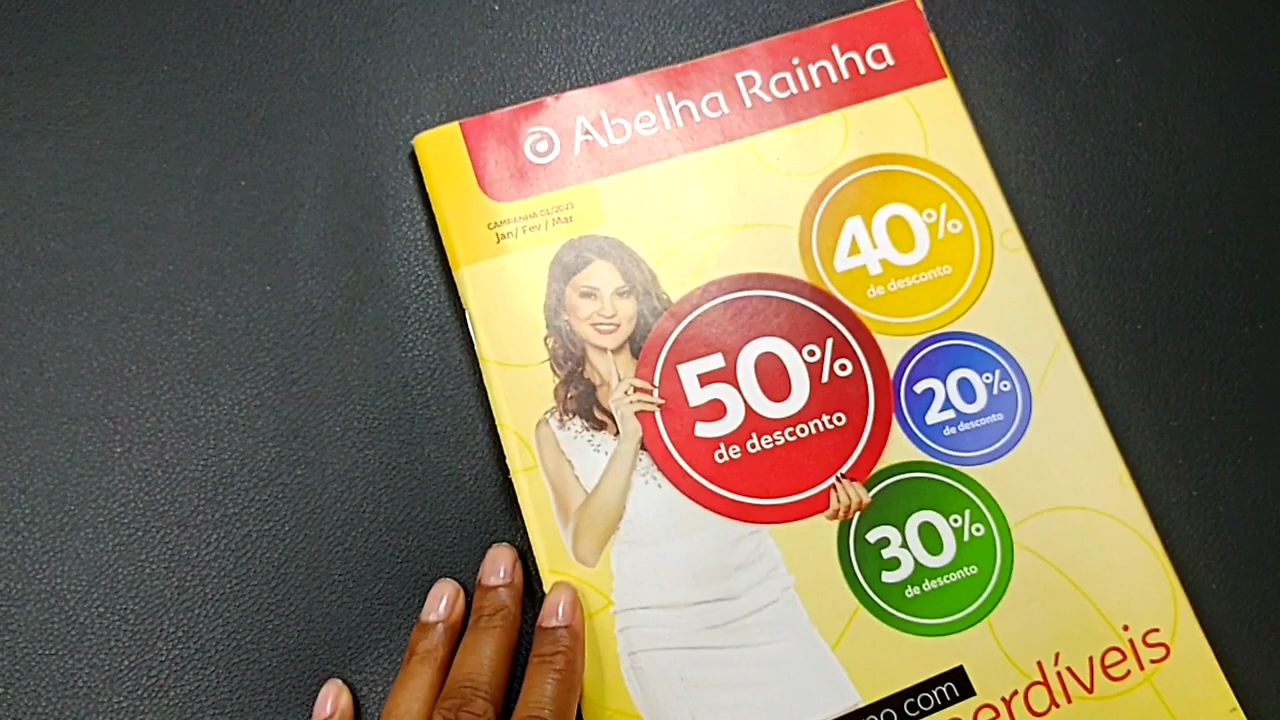 Abelha Rainha
CAMPANHA 01/2023
Jan/ Fev / Mar
40%
de desconto
50%
de desconto
20%
de desconto
30%
de desconto
com